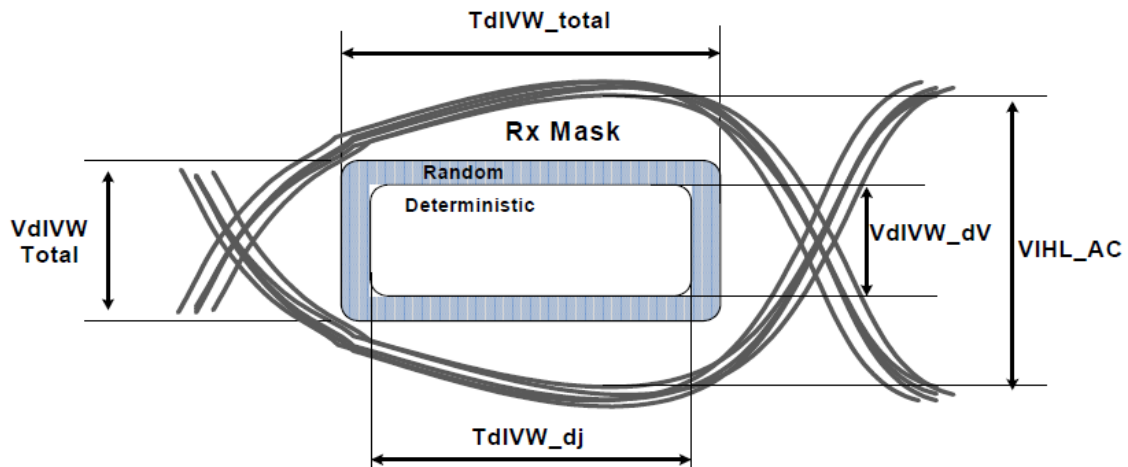 TdIVW_total
Rx Mask
Random
Deterministic
VdIVW
Total
VdIVW_dV
VIHL_AC
TdIVW_dj